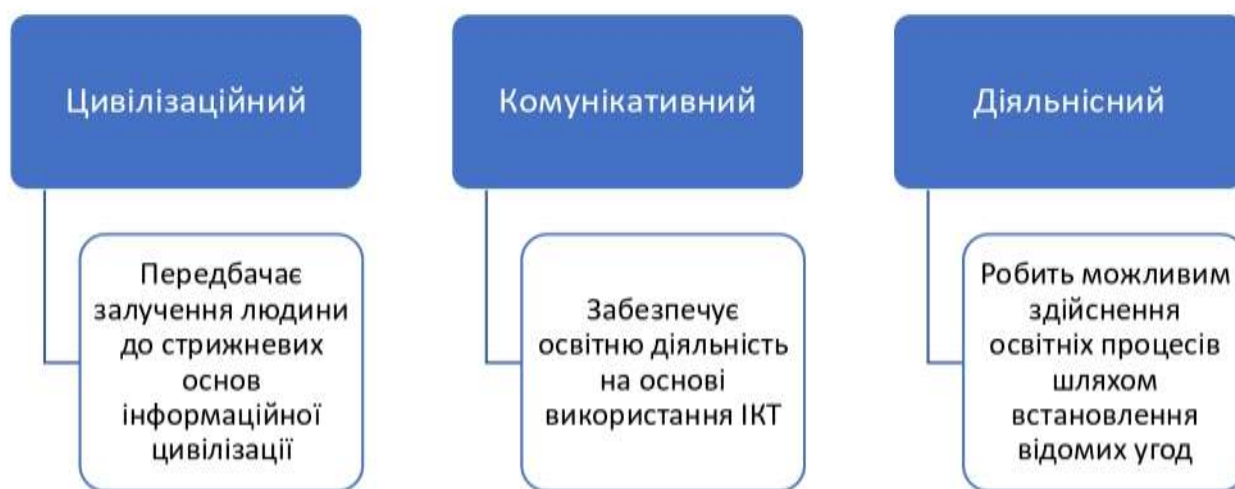 Цивілізаційний
Передбачає
залучення людини
до стрижневих
основ
інформаційної
цивілізації
Комунікативний
Забезпечує
освітню діяльність
на основі
використання ІКТ
Діяльнісний
Робить можливим
здійснення
освітніх процесів
шляхом
встановлення
відомих угод